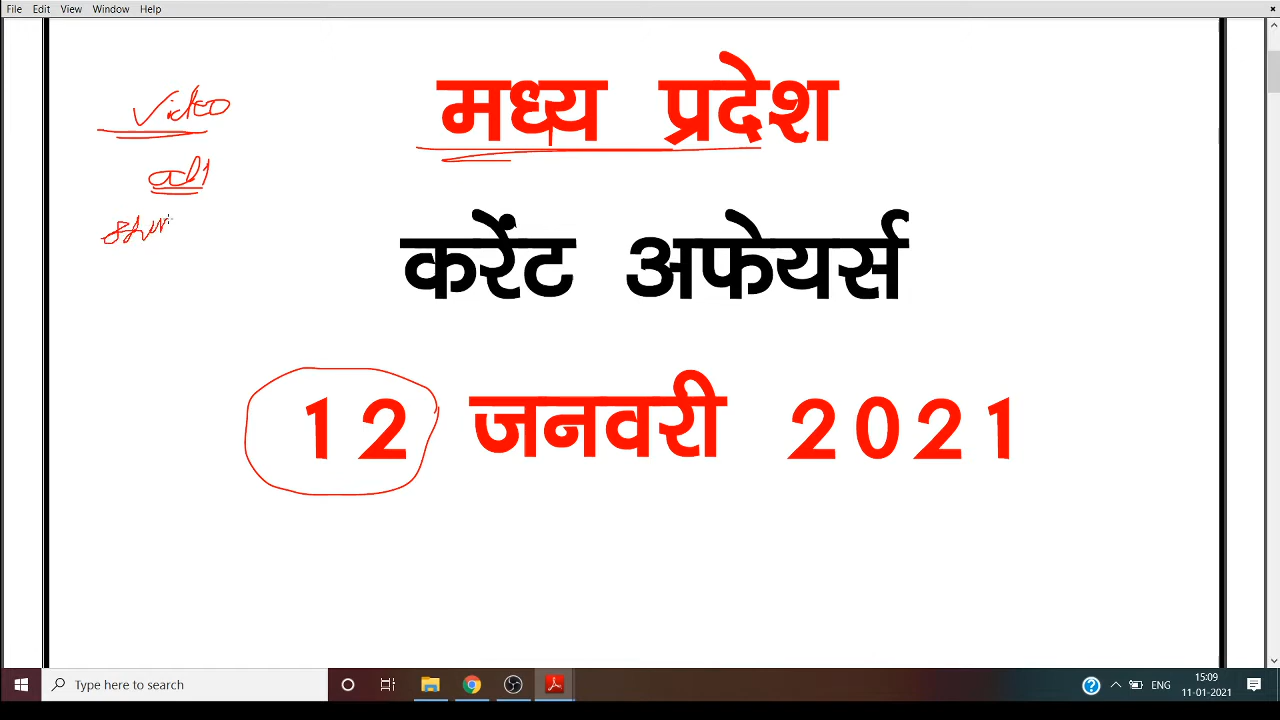 File Edit View Window Help
मध्य प्रदेश
Video
करेंट अफेयर्स
12 जनवरी 2021
Type here to search
ENG
15:09
11-01-2021